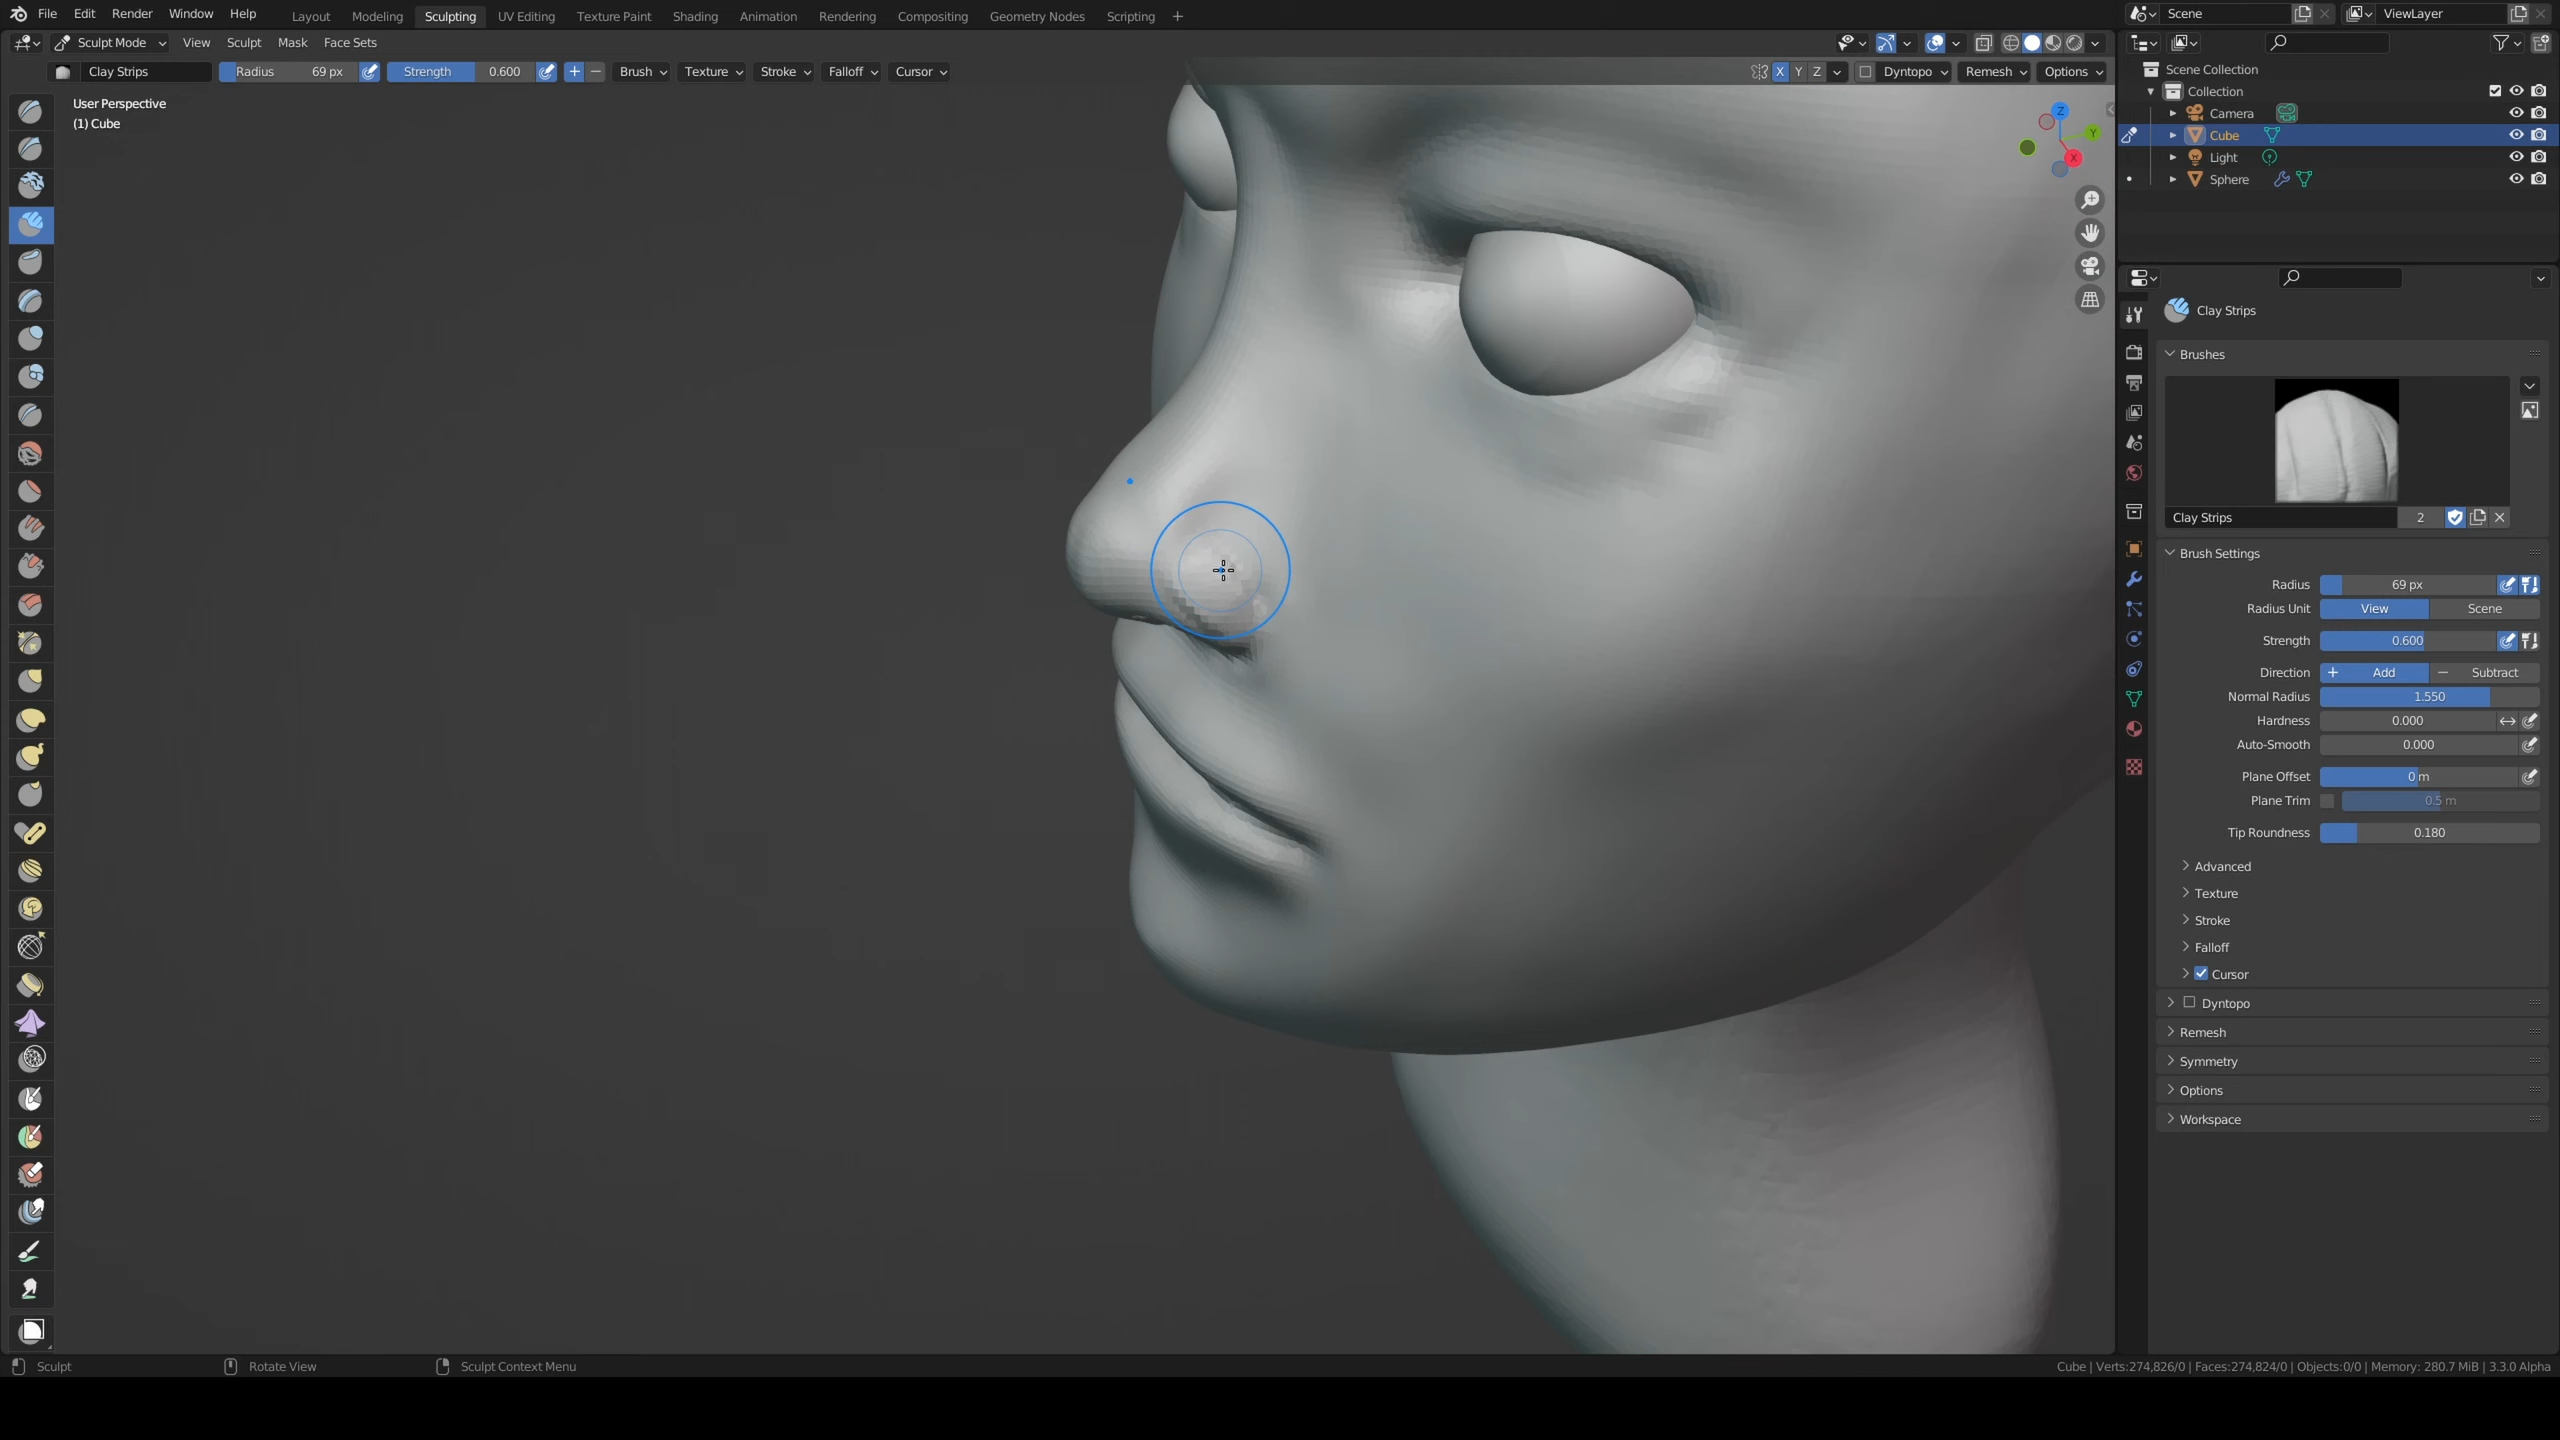 File Edit Render Window Help Layout Modeling Sculpting UV Editing Texture Paint Shading Animation Rendering Compositing Geometry Nodes Scripting + Scene ViewLayer
Sculpt Mode View Sculpt Mask Face Sets
Clay Strips Radius 69 px Strength 0.600 + − Brush Texture Stroke Falloff Cursor X Y Z Dyntopo Remesh Options
User Perspective
(1) Cube
Z
Y
X
Scene Collection
Collection
Camera
Cube
Light
Sphere
Clay Strips
Brushes
Clay Strips 2
Brush Settings
Radius 69 px
Radius Unit View Scene
Strength 0.600
Direction + Add − Subtract
Normal Radius 1.550
Hardness 0.000
Auto-Smooth 0.000
Plane Offset 0 m
Plane Trim 0.5 m
Tip Roundness 0.180
Advanced
Texture
Stroke
Falloff
Cursor
Dyntopo
Remesh
Symmetry
Options
Workspace
Sculpt Rotate View Sculpt Context Menu Cube | Verts:274,826/0 | Faces:274,824/0 | Objects:0/0 | Memory: 280.7 MiB | 3.3.0 Alpha